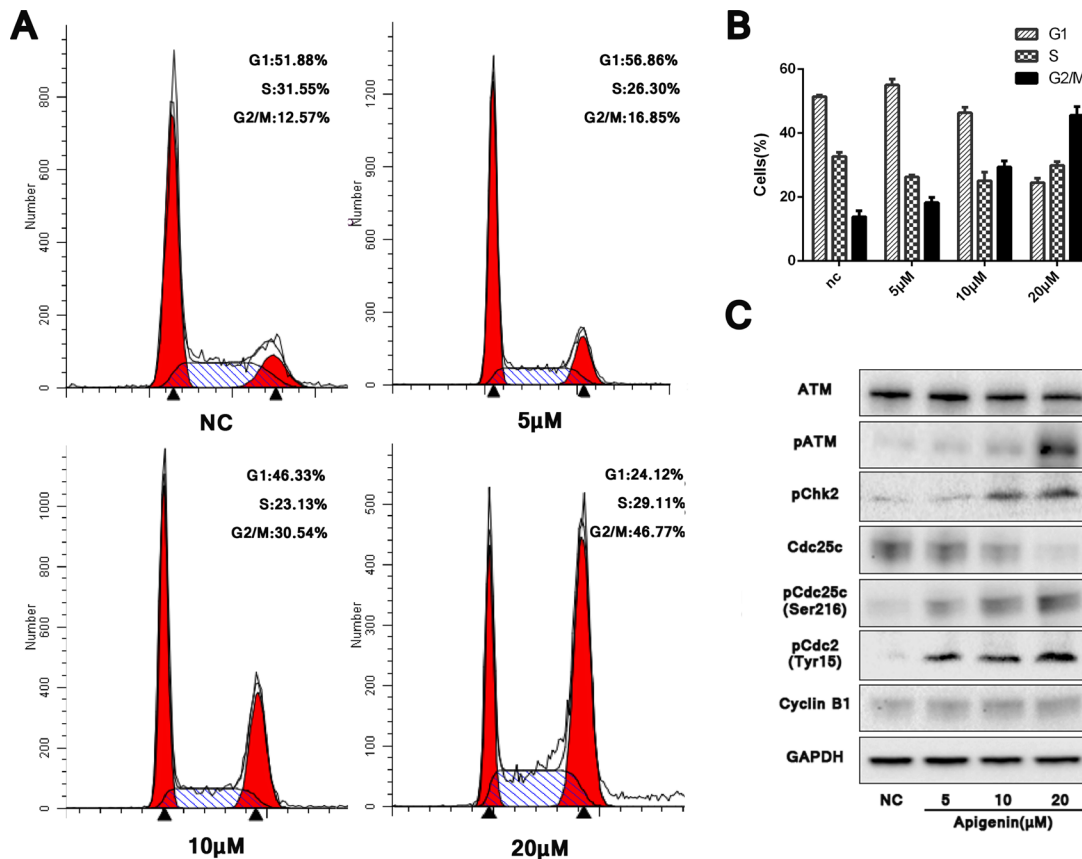 A
G1:51.88%
S:31.55%
G2/M:12.57%
Number
800
600
400
200
0
NC
G1:56.86%
S:26.30%
G2/M:16.85%
Number
1200
900
600
300
0
5μM
G1:46.33%
S:23.13%
G2/M:30.54%
Number
1000
800
600
400
200
0
10μM
G1:24.12%
S:29.11%
G2/M:46.77%
Number
500
400
300
200
100
0
20μM
B
G1
S
G2/M
Cells(%)
60
40
20
0
nc
5μM
10μM
20μM
C
ATM
pATM
pChk2
Cdc25c
pCdc25c
(Ser216)
pCdc2
(Tyr15)
Cyclin B1
GAPDH
NC 5 10 20
Apigenin(μM)